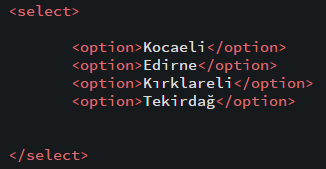 <select>
<option>Kocaeli</option>
<option>Edirne</option>
<option>Kırklareli</option>
<option>Tekirdağ</option>
</select>